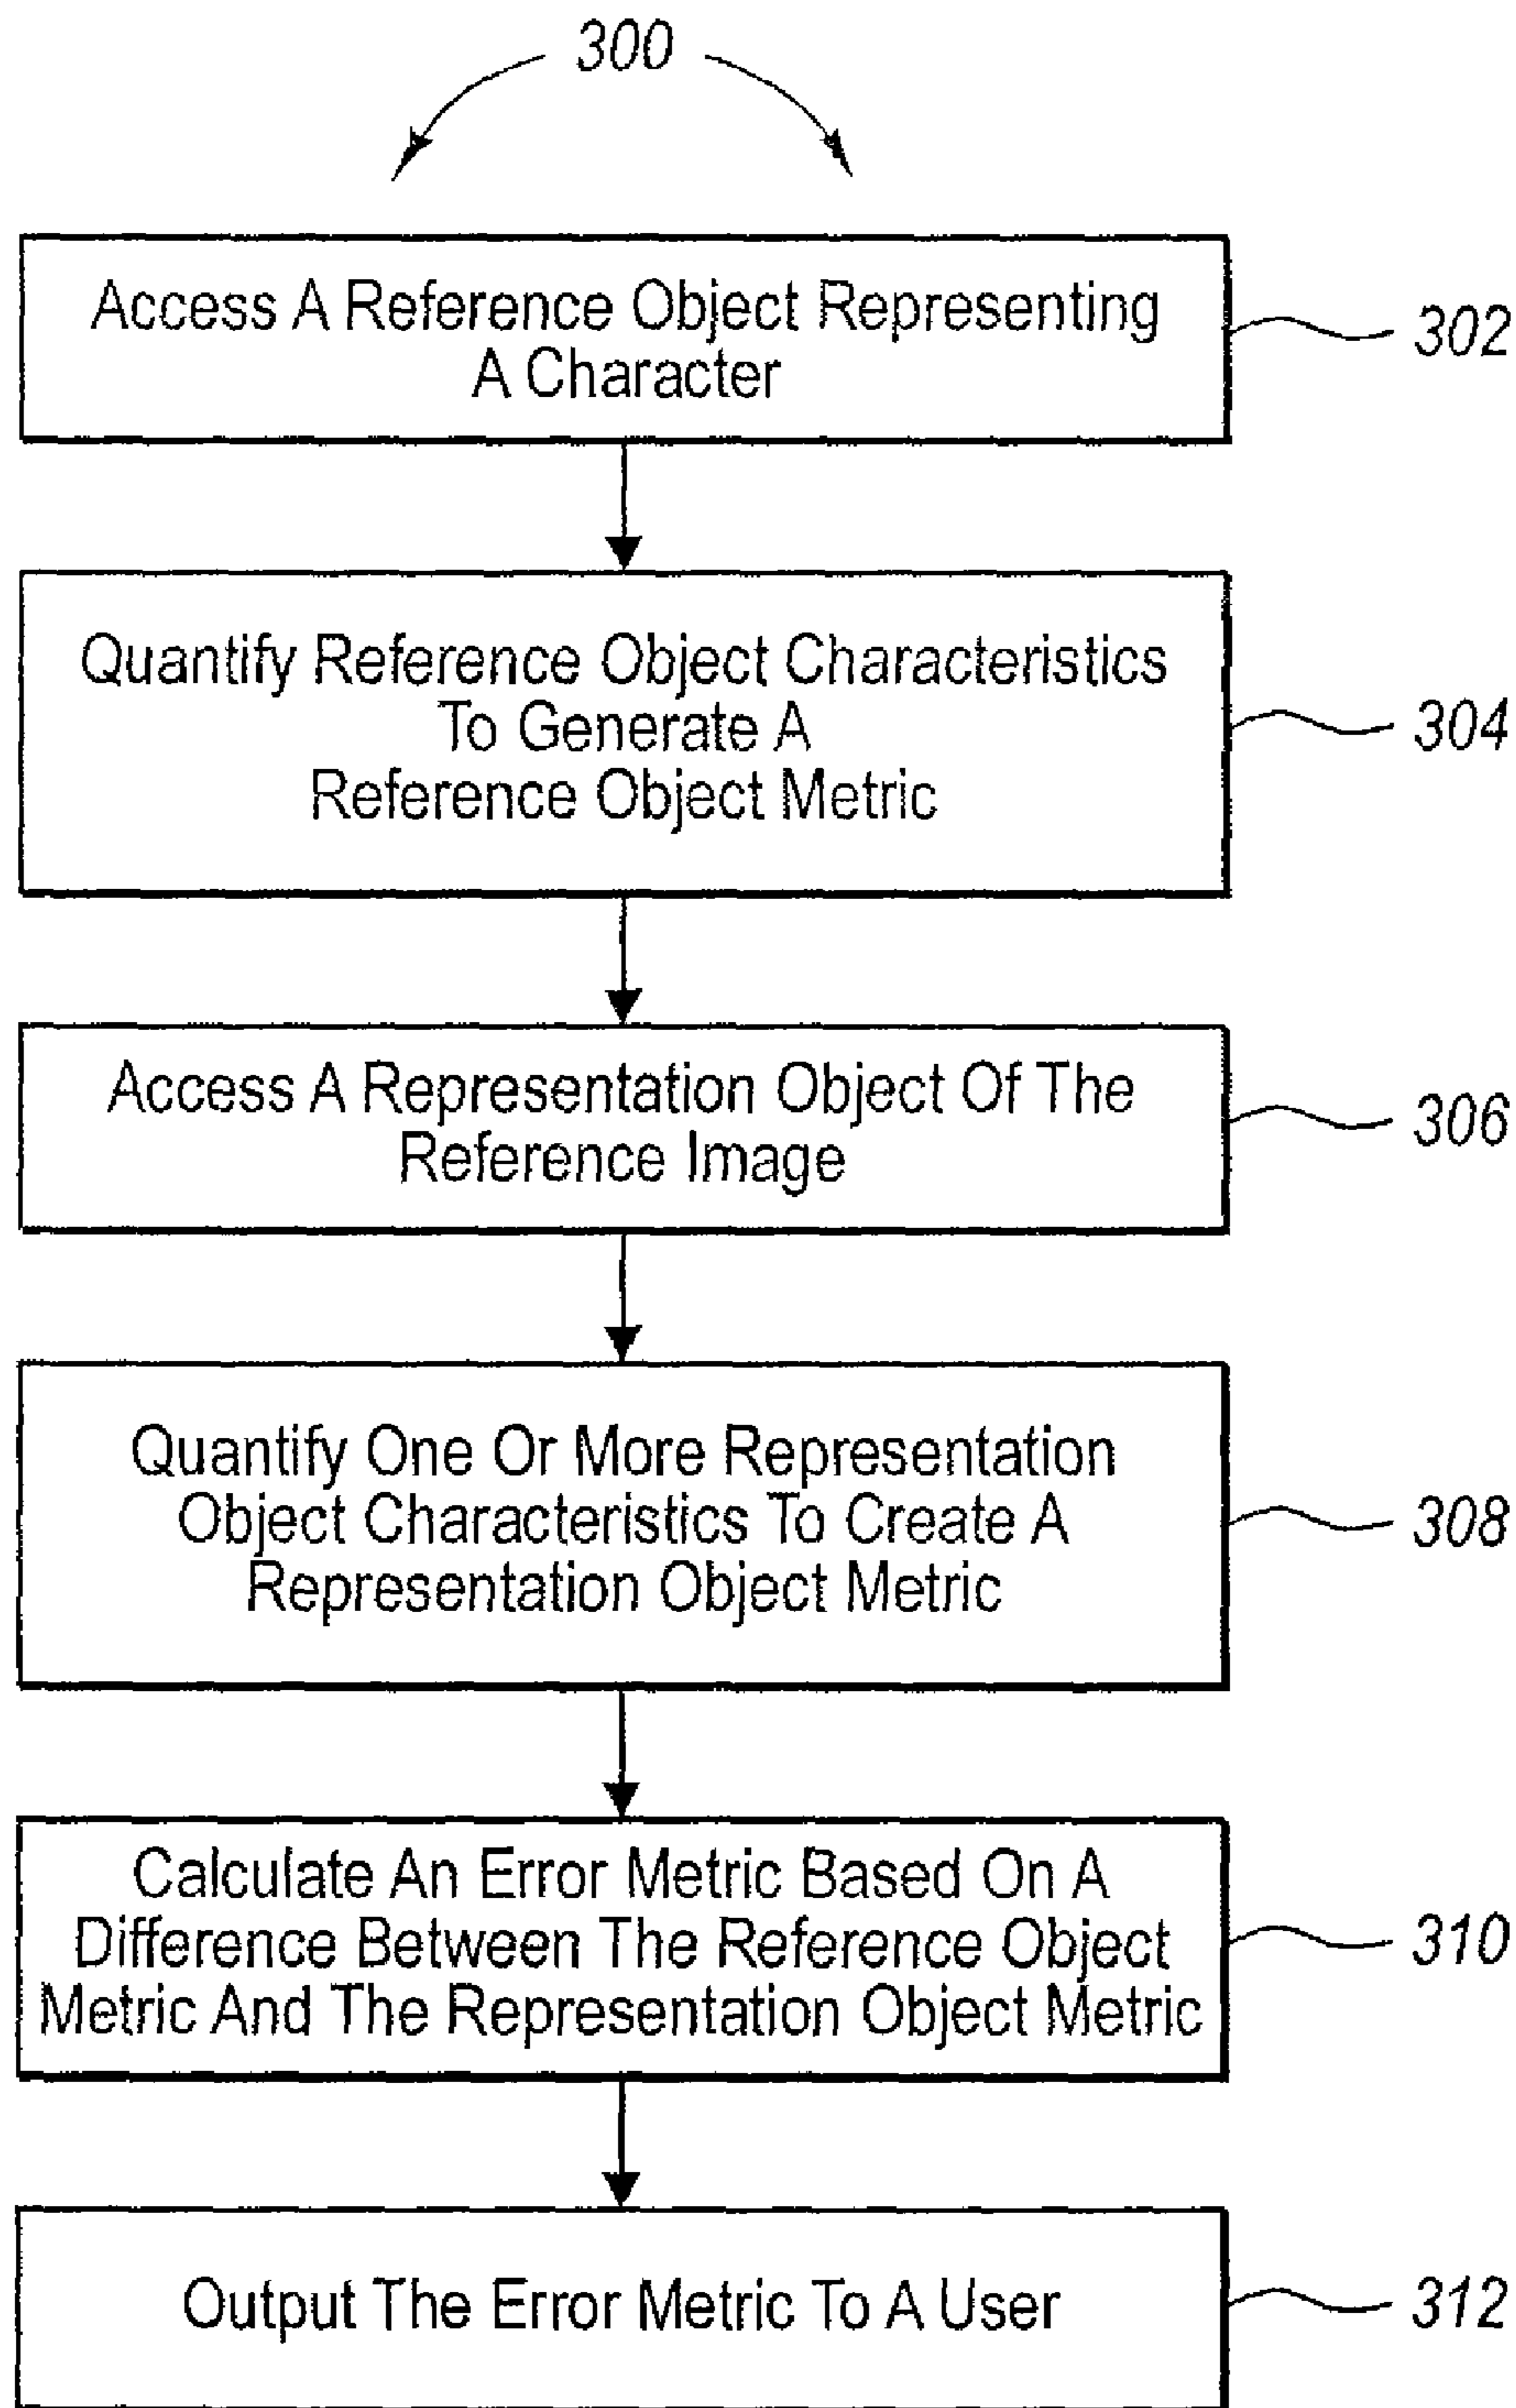 300
Access A Reference Object Representing
A Character
302
Quantify Reference Object Characteristics
To Generate A
Reference Object Metric
304
Access A Representation Object Of The
Reference Image
306
Quantify One Or More Representation
Object Characteristics To Create A
Representation Object Metric
308
Calculate An Error Metric Based On A
Difference Between The Reference Object
Metric And The Representation Object Metric
310
Output The Error Metric To A User
312